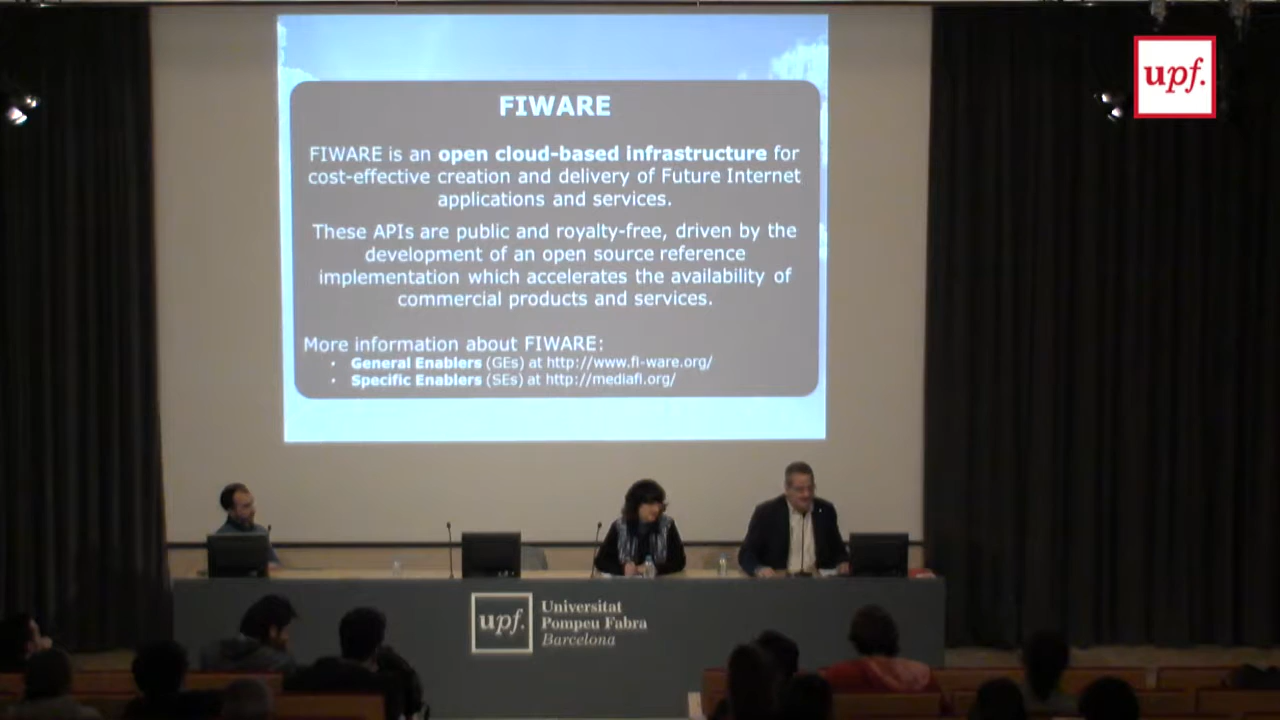 upf.
FIWARE
FIWARE is an open cloud-based infrastructure for
cost-effective creation and delivery of Future Internet
applications and services.
These APIs are public and royalty-free, driven by the
development of an open source reference
implementation which accelerates the availability of
commercial products and services.
More information about FIWARE:
• General Enablers (GEs) at http://www.fi-ware.org/
• Specific Enablers (SEs) at http://mediafi.org/
upf.
Universitat
Pompeu Fabra
Barcelona